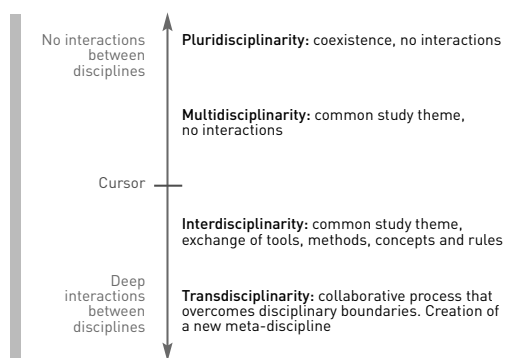 No interactions
between
disciplines
Pluridisciplinarity: coexistence, no interactions
Multidisciplinarity: common study theme,
no interactions
Cursor
Interdisciplinarity: common study theme,
exchange of tools, methods, concepts and rules
Deep
interactions
between
disciplines
Transdisciplinarity: collaborative process that
overcomes disciplinary boundaries. Creation of
a new meta-discipline